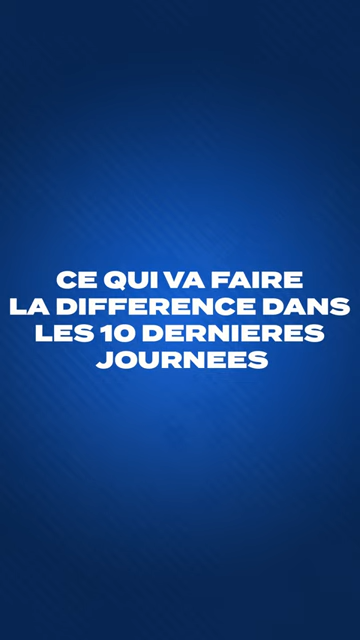 CE QUI VA FAIRE
LA DIFFERENCE DANS
LES 10 DERNIERES
JOURNEES